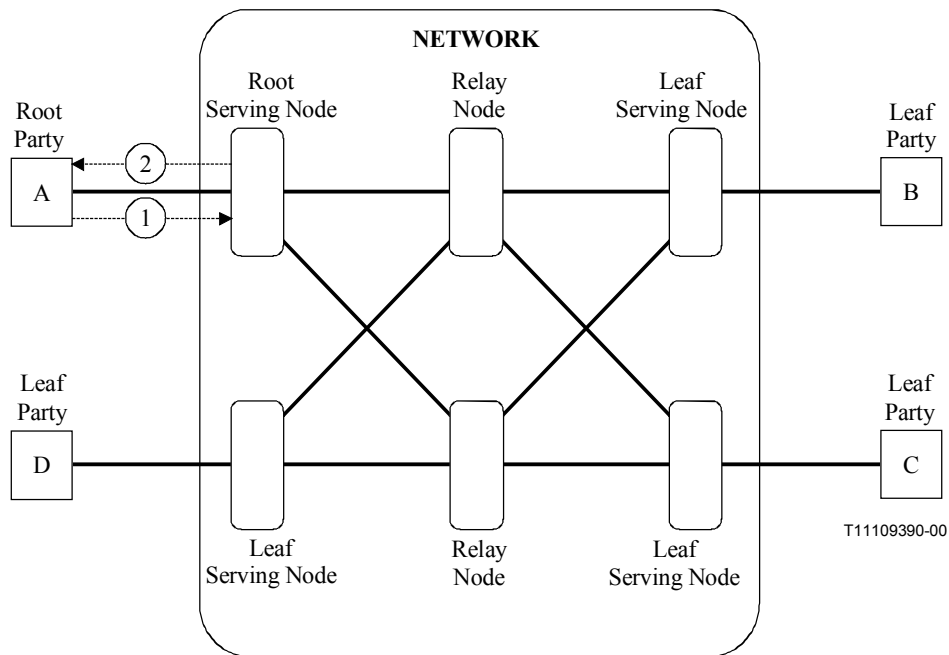 NETWORK
Root
Serving Node
Relay
Node
Leaf
Serving Node
Root
Party
Leaf
Party
2
A
B
1
Leaf
Party
Leaf
Party
D
C
T11109390-00
Leaf
Serving Node
Relay
Node
Leaf
Serving Node